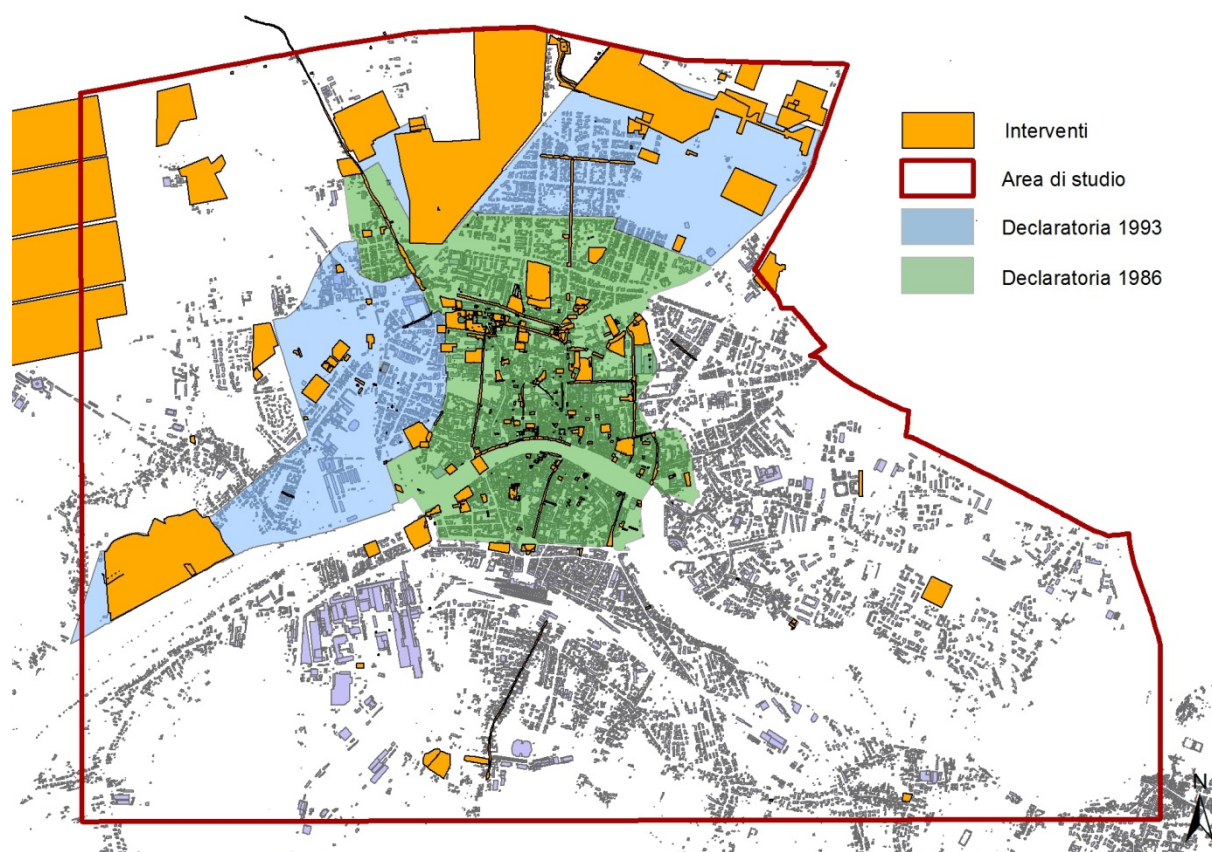 Interventi
Area di studio
Declaratoria 1993
Declaratoria 1986
N